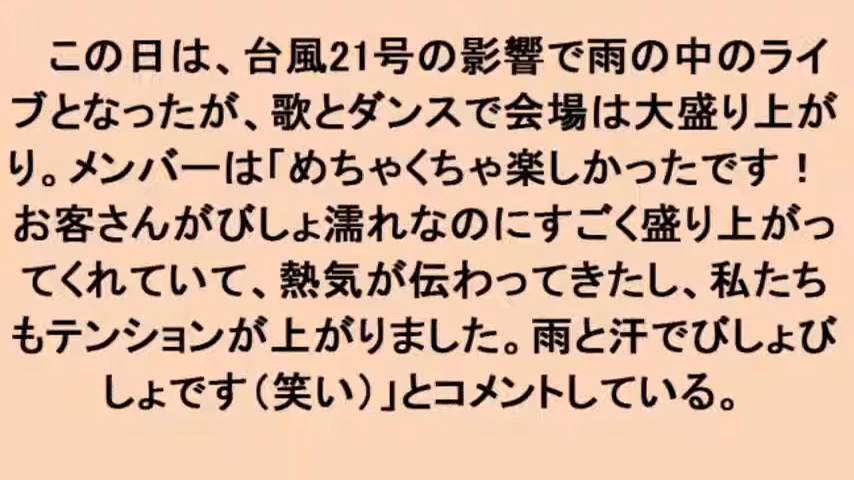 この日は、台風21号の影響で雨の中のライ
ブとなったが、歌とダンスで会場は大盛り上が
り。メンバーは「めちゃくちゃ楽しかったです！
お客さんがびしょ濡れなのにすごく盛り上がっ
てくれていて、熱気が伝わってきたし、私たち
もテンションが上がりました。雨と汗でびしょび
しょです（笑い）」とコメントしている。